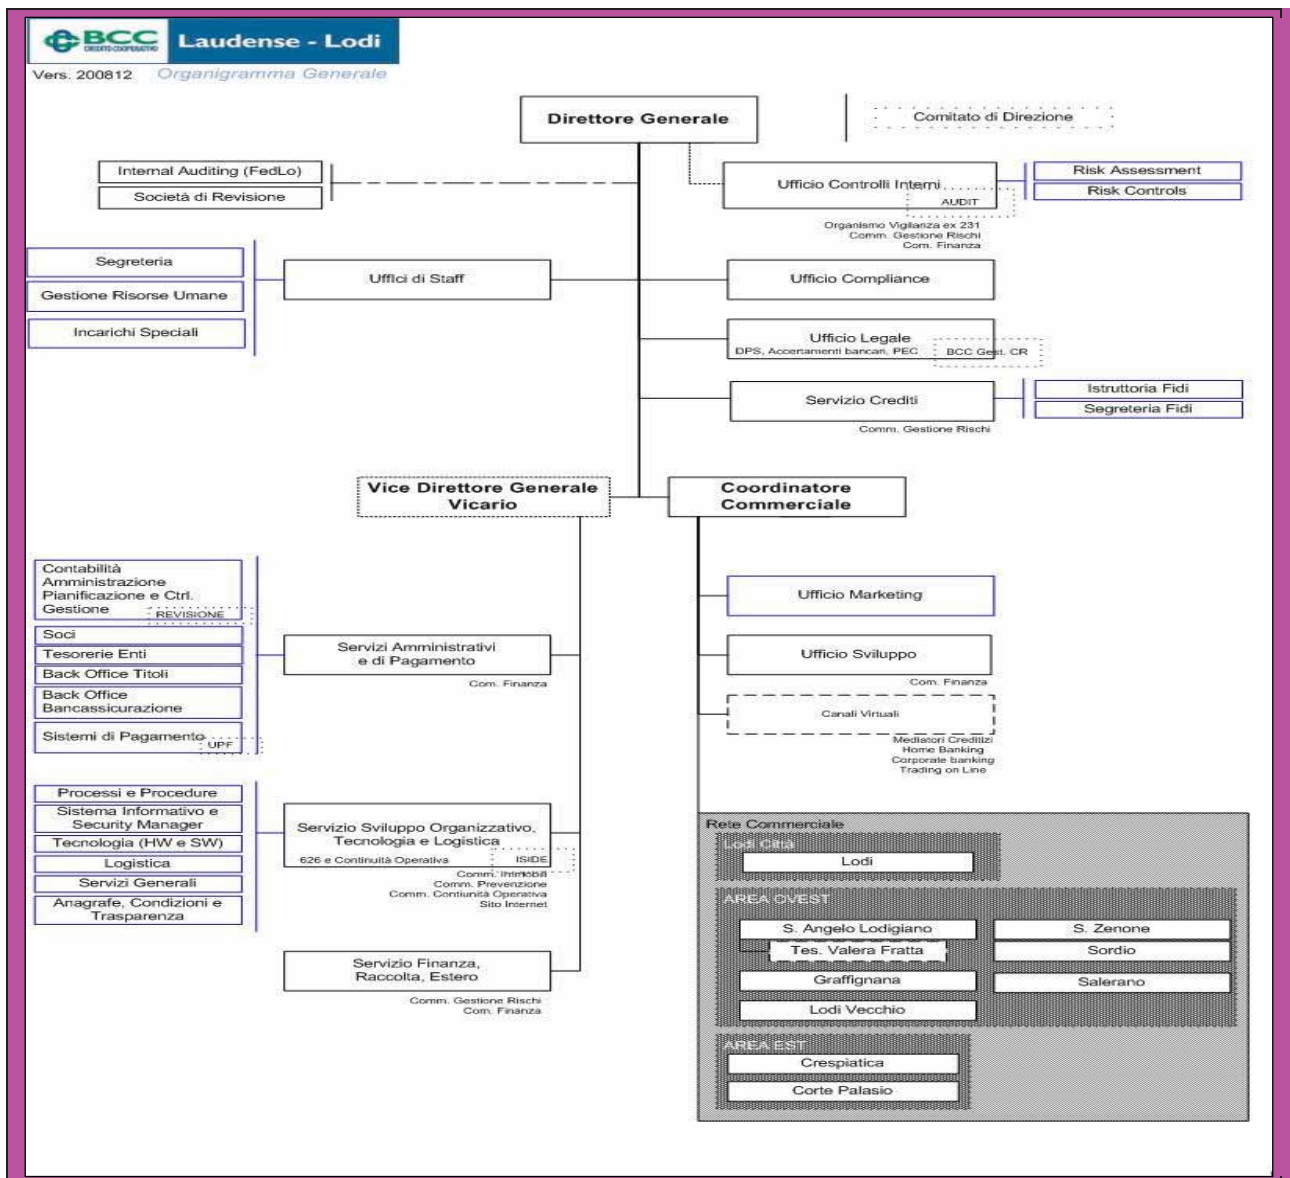 BCC
CREDITO COOPERATIVO
Laudense - Lodi
Vers. 200812 Organigramma Generale
Direttore Generale
Comitato di Direzione
Internal Auditing (FedLo)
Società di Revisione
Ufficio Controlli Interni
AUDIT
Risk Assessment
Risk Controls
Organismo Vigilanza ex 231
Comm. Gestione Rischi
Com. Finanza
Segreteria
Gestione Risorse Umane
Incarichi Speciali
Uffici di Staff
Ufficio Compliance
Ufficio Legale
DPS, Accertamenti bancari, PEC
BCC Gest. CR
Servizio Crediti
Istruttoria Fidi
Segreteria Fidi
Comm. Gestione Rischi
Vice Direttore Generale
Vicario
Coordinatore
Commerciale
Contabilità
Amministrazione
Pianificazione e Ctrl.
Gestione
REVISIONE
Soci
Tesorerie Enti
Back Office Titoli
Back Office
Bancassicurazione
Sistemi di Pagamento
UPF
Servizi Amministrativi
e di Pagamento
Com. Finanza
Ufficio Marketing
Ufficio Sviluppo
Com. Finanza
Canali Virtuali
Mediatori Creditizi
Home Banking
Corporate banking
Trading on Line
Processi e Procedure
Sistema Informativo e
Security Manager
Tecnologia (HW e SW)
Logistica
Servizi Generali
Anagrafe, Condizioni e
Trasparenza
Servizio Sviluppo Organizzativo,
Tecnologia e Logistica
626 e Continuità Operativa
ISIDE
Comm. Immobili
Comm. Prevenzione
Comm. Contiunità Operativa
Sito Internet
Servizio Finanza,
Raccolta, Estero
Comm. Gestione Rischi
Com. Finanza
Rete Commerciale
Lodi Città
Lodi
AREA OVEST
S. Angelo Lodigiano
Tes. Valera Fratta
Graffignana
Lodi Vecchio
S. Zenone
Sordio
Salerano
AREA EST
Crespiatica
Corte Palasio